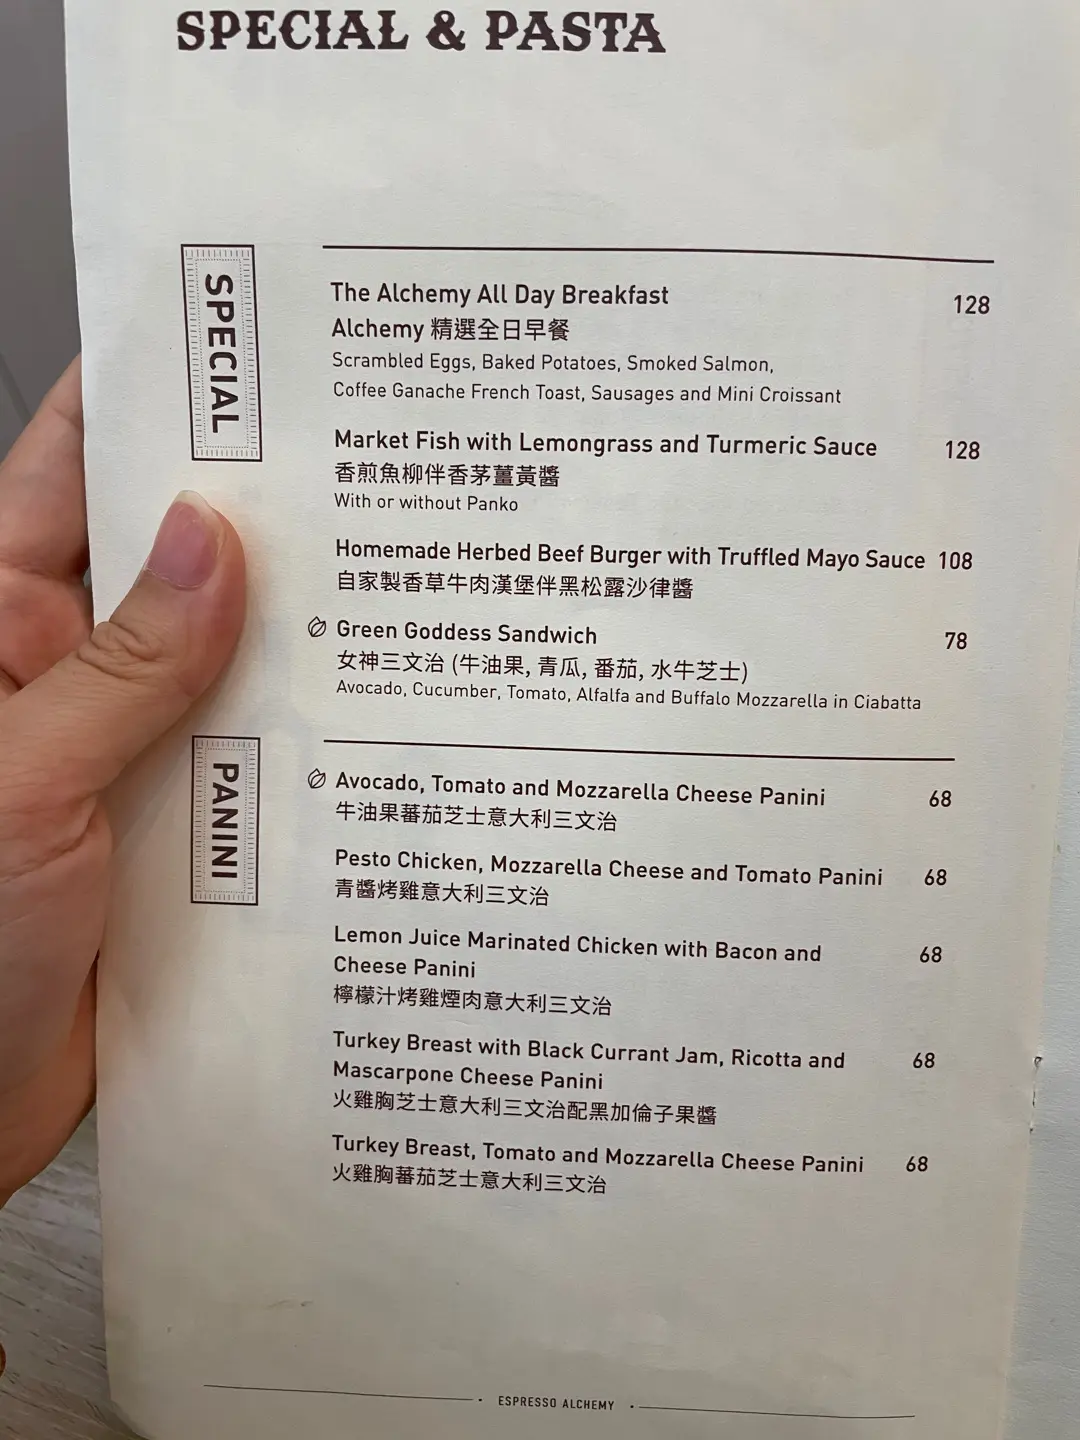 SPECIAL & PASTA
SPECIAL
The Alchemy All Day Breakfast 128
Alchemy 精選全日早餐
Scrambled Eggs, Baked Potatoes, Smoked Salmon,
Coffee Ganache French Toast, Sausages and Mini Croissant
Market Fish with Lemongrass and Turmeric Sauce 128
香煎魚柳伴香茅薑黃醬
With or without Panko
Homemade Herbed Beef Burger with Truffled Mayo Sauce 108
自家製香草牛肉漢堡伴黑松露沙律醬
Green Goddess Sandwich 78
女神三文治 (牛油果, 青瓜, 番茄, 水牛芝士)
Avocado, Cucumber, Tomato, Alfalfa and Buffalo Mozzarella in Ciabatta
PANINI
Avocado, Tomato and Mozzarella Cheese Panini 68
牛油果蕃茄芝士意大利三文治
Pesto Chicken, Mozzarella Cheese and Tomato Panini 68
青醬烤雞意大利三文治
Lemon Juice Marinated Chicken with Bacon and 68
Cheese Panini
檸檬汁烤雞煙肉意大利三文治
Turkey Breast with Black Currant Jam, Ricotta and 68
Mascarpone Cheese Panini
火雞胸芝士意大利三文治配黑加倫子果醬
Turkey Breast, Tomato and Mozzarella Cheese Panini 68
火雞胸蕃茄芝士意大利三文治
ESPRESSO ALCHEMY